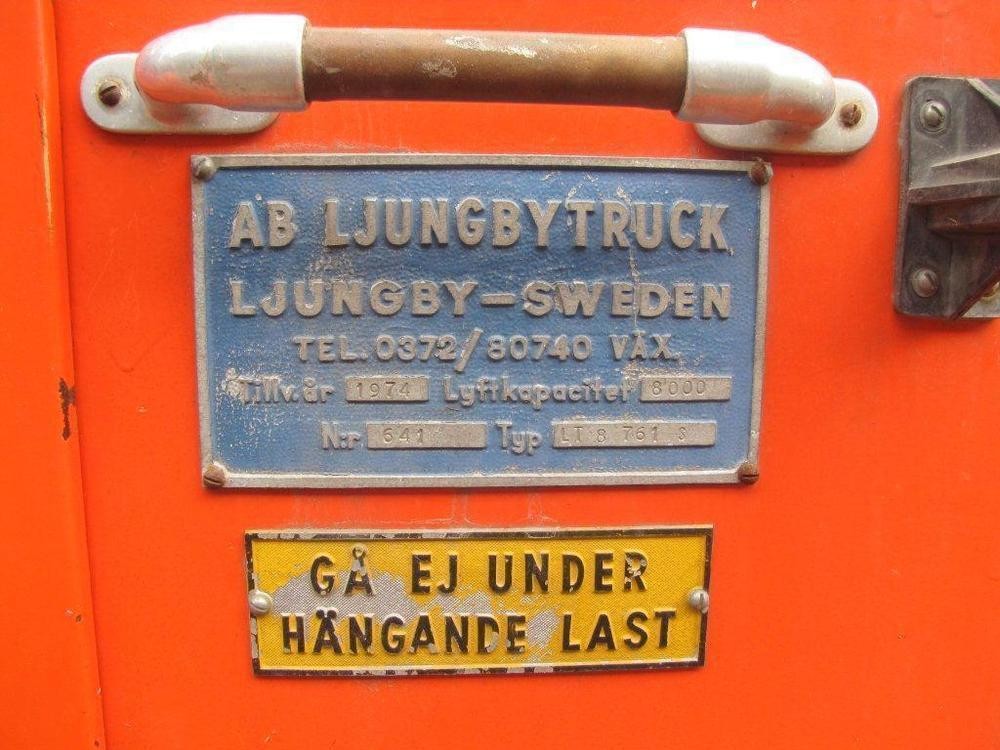 AB LJUNGBYTRUCK
LJUNGBY–SWEDEN
TEL. 0372/80740 VÄX.
Tillv.år 1974 Lyftkapacitet 8000
N:r 641 Typ LT 8 761 S
GÅ EJ UNDER
HÄNGANDE LAST